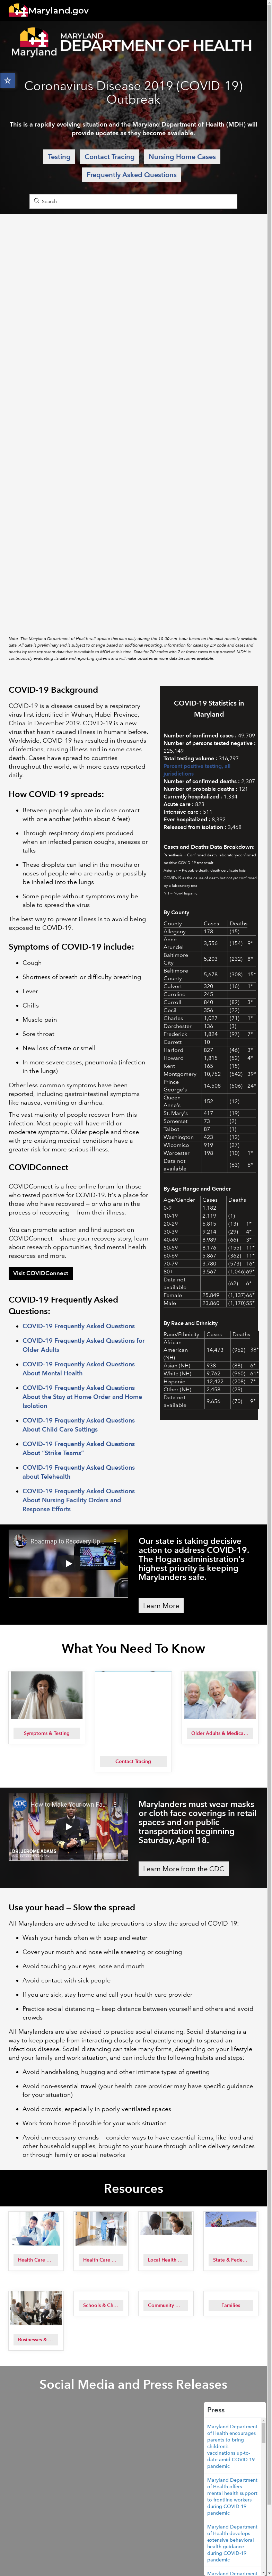 Maryland.gov
MARYLAND
DEPARTMENT OF HEALTH
Maryland
Coronavirus Disease 2019 (COVID-19)
Outbreak
This is a rapidly evolving situation and the Maryland Department of Health (MDH) will
provide updates as they become available.
Testing
Contact Tracing
Nursing Home Cases
Frequently Asked Questions
Search
Note: The Maryland Department of Health will update this data daily during the 10:00 a.m. hour based on the most recently available
data. All data is preliminary and subject to change based on additional reporting. Information for cases by ZIP code and cases and
deaths by race represent data that is available to MDH at this time. Data for ZIP codes with 7 or fewer cases is suppressed. MDH is
continuously evaluating its data and reporting systems and will make updates as more data becomes available.
COVID-19 Background
COVID-19 is a disease caused by a respiratory
virus first identified in Wuhan, Hubei Province,
China in December 2019. COVID-19 is a new
virus that hasn't caused illness in humans before.
Worldwide, COVID-19 has resulted in thousands
of infections, causing illness and in some cases
death. Cases have spread to countries
throughout the world, with more cases reported
daily.
How COVID-19 spreads:
Between people who are in close contact
with one another (within about 6 feet)
Through respiratory droplets produced
when an infected person coughs, sneezes or
talks
These droplets can land in the mouths or
noses of people who are nearby or possibly
be inhaled into the lungs
Some people without symptoms may be
able to spread the virus
The best way to prevent illness is to avoid being
exposed to COVID-19.
Symptoms of COVID-19 include:
Cough
Shortness of breath or difficulty breathing
Fever
Chills
Muscle pain
Sore throat
New loss of taste or smell
In more severe cases, pneumonia (infection
in the lungs)
Other less common symptoms have been
reported, including gastrointestinal symptoms
like nausea, vomiting or diarrhea.
The vast majority of people recover from this
infection. Most people will have mild or
moderate symptoms. Older people and those
with pre-existing medical conditions are at
greater risk for more severe illness.
COVIDConnect
COVIDConnect is a free online forum for those
who tested positive for COVID-19. It's a place for
those who have recovered - or who are in the
process of recovering - from their illness.
You can promote and find support on
COVIDConnect by sharing your story, learn
about research opportunities, find mental health
resources and more.
Visit COVIDConnect
COVID-19 Frequently Asked
Questions:
COVID-19 Frequently Asked Questions
COVID-19 Frequently Asked Questions for
Older Adults
COVID-19 Frequently Asked Questions
About Mental Health
COVID-19 Frequently Asked Questions
About the Stay at Home Order and Home
Isolation
COVID-19 Frequently Asked Questions
About Child Care Settings
COVID-19 Frequently Asked Questions
About "Strike Teams"
COVID-19 Frequently Asked Questions
about Telehealth
COVID-19 Frequently Asked Questions
About Nursing Facility Orders and
Response Efforts
COVID-19 Statistics in
Maryland
Number of confirmed cases : 49,709
Number of persons tested negative :
225,149
Total testing volume : 316,797
Percent positive testing, all
jurisdictions
Number of confirmed deaths : 2,307
Number of probable deaths : 121
Currently hospitalized : 1,334
Acute care : 823
Intensive care : 511
Ever hospitalized : 8,392
Released from isolation : 3,468
Cases and Deaths Data Breakdown:
Parenthesis = Confirmed death, laboratory-confirmed
positive COVID-19 test result
Asterisk = Probable death, death certificate lists
COVID-19 as the cause of death but not yet confirmed
by a laboratory test
NH = Non-Hispanic
By County
County Cases Deaths
Allegany 178 (15)
Anne
Arundel 3,556 (154) 9*
Baltimore
City 5,203 (232) 8*
Baltimore
County 5,678 (308) 15*
Calvert 320 (16) 1*
Caroline 245
Carroll 840 (82) 3*
Cecil 356 (22)
Charles 1,027 (71) 1*
Dorchester 136 (3)
Frederick 1,824 (97) 7*
Garrett 10
Harford 827 (46) 3*
Howard 1,815 (52) 4*
Kent 165 (15)
Montgomery 10,752 (542) 39*
Prince
George's 14,508 (506) 24*
Queen
Anne's 152 (12)
St. Mary's 417 (19)
Somerset 73 (2)
Talbot 87 (1)
Washington 423 (12)
Wicomico 919 (27)
Worcester 198 (10) 1*
Data not
available (63) 6*
By Age Range and Gender
Age/Gender Cases Deaths
0-9 1,182
10-19 2,119 (1)
20-29 6,815 (13) 1*
30-39 9,214 (29) 4*
40-49 8,989 (66) 3*
50-59 8,176 (155) 11*
60-69 5,867 (362) 11*
70-79 3,780 (573) 16*
80+ 3,567 (1,046) 69*
Data not
available (62) 6*
Female 25,849 (1,137) 66*
Male 23,860 (1,170) 55*
By Race and Ethnicity
Race/Ethnicity Cases Deaths
African-
American
(NH) 14,473 (952) 38*
Asian (NH) 938 (88) 6*
White (NH) 9,762 (960) 61*
Hispanic 12,422 (208) 7*
Other (NH) 2,458 (29)
Data not
available 9,656 (70) 9*
Roadmap to Recovery Up...
Our state is taking decisive
action to address COVID-19.
The Hogan administration's
highest priority is keeping
Marylanders safe.
Learn More
What You Need To Know
Symptoms & Testing
Contact Tracing
Older Adults & Medica...
CDC
How to Make Your own Fa...
DR. JEROME ADAMS
Marylanders must wear masks
or cloth face coverings in retail
spaces and on public
transportation beginning
Saturday, April 18.
Learn More from the CDC
Use your head — Slow the spread
All Marylanders are advised to take precautions to slow the spread of COVID-19:
Wash your hands often with soap and water
Cover your mouth and nose while sneezing or coughing
Avoid touching your eyes, nose and mouth
Avoid contact with sick people
If you are sick, stay home and call your health care provider
Practice social distancing — keep distance between yourself and others and avoid
crowds
All Marylanders are also advised to practice social distancing. Social distancing is a
way to keep people from interacting closely or frequently enough to spread an
infectious disease. Social distancing can take many forms, depending on your lifestyle
and your family and work situation, and can include the following habits and steps:
Avoid handshaking, hugging and other intimate types of greeting
Avoid non-essential travel (your health care provider may have specific guidance
for your situation)
Avoid crowds, especially in poorly ventilated spaces
Work from home if possible for your work situation
Avoid unnecessary errands — consider ways to have essential items, like food and
other household supplies, brought to your house through online delivery services
or through family or social networks
Resources
Health Care ...
Health Care ...
Local Health...
State & Fede...
Businesses & ...
Schools & Ch...
Community ...
Families
Social Media and Press Releases
Press
Maryland Department
of Health encourages
parents to bring
children's
vaccinations up-to-
date amid COVID-19
pandemic
Maryland Department
of Health offers
mental health support
to frontline workers
during COVID-19
pandemic
Maryland Department
of Health develops
extensive behavioral
health guidance
during COVID-19
pandemic
Maryland Department